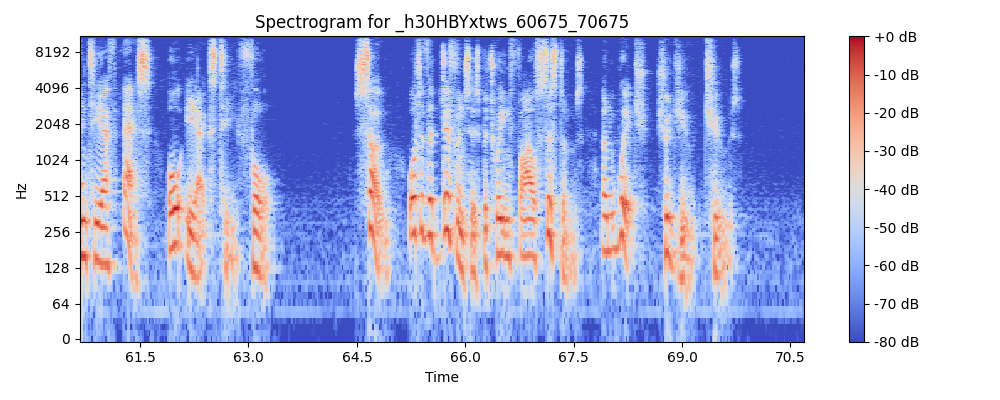 Spectrogram for _h30HBYxtws_60675_70675
Hz
8192
4096
2048
1024
512
256
128
64
0
61.5 63.0 64.5 66.0 67.5 69.0 70.5
Time
+0 dB
-10 dB
-20 dB
-30 dB
-40 dB
-50 dB
-60 dB
-70 dB
-80 dB